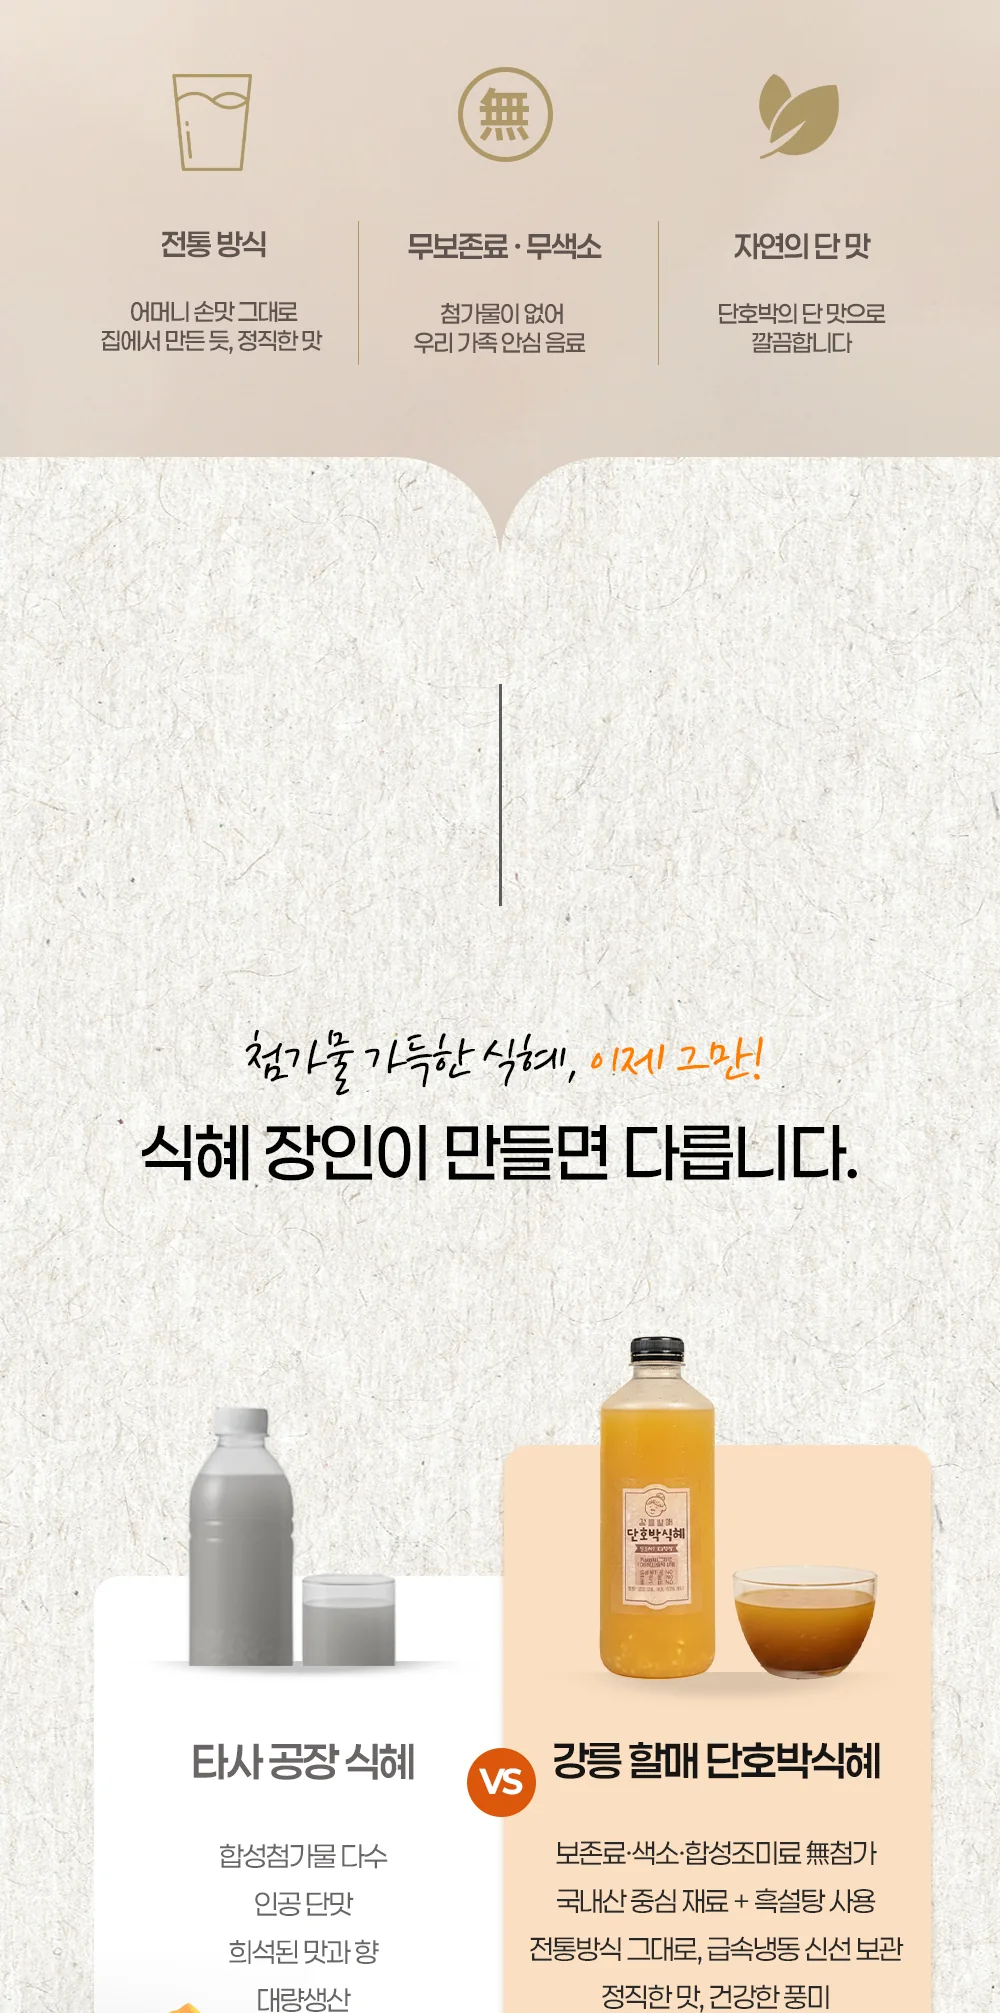 無
전통 방식
어머니 손맛 그대로
집에서 만든 듯, 정직한 맛
무보존료 · 무색소
첨가물이 없어
우리 가족 안심 음료
자연의 단 맛
단호박의 단 맛으로
깔끔합니다
첨가물 가득한 식혜, 이제 그만!
식혜 장인이 만들면 다릅니다.
강릉할매
단호박식혜
타사 공장 식혜
합성첨가물 다수
인공 단맛
희석된 맛과 향
대량생산
VS
강릉 할매 단호박식혜
보존료·색소·합성조미료 無첨가
국내산 중심 재료 + 흑설탕 사용
전통방식 그대로, 급속냉동 신선 보관
정직한 맛, 건강한 풍미